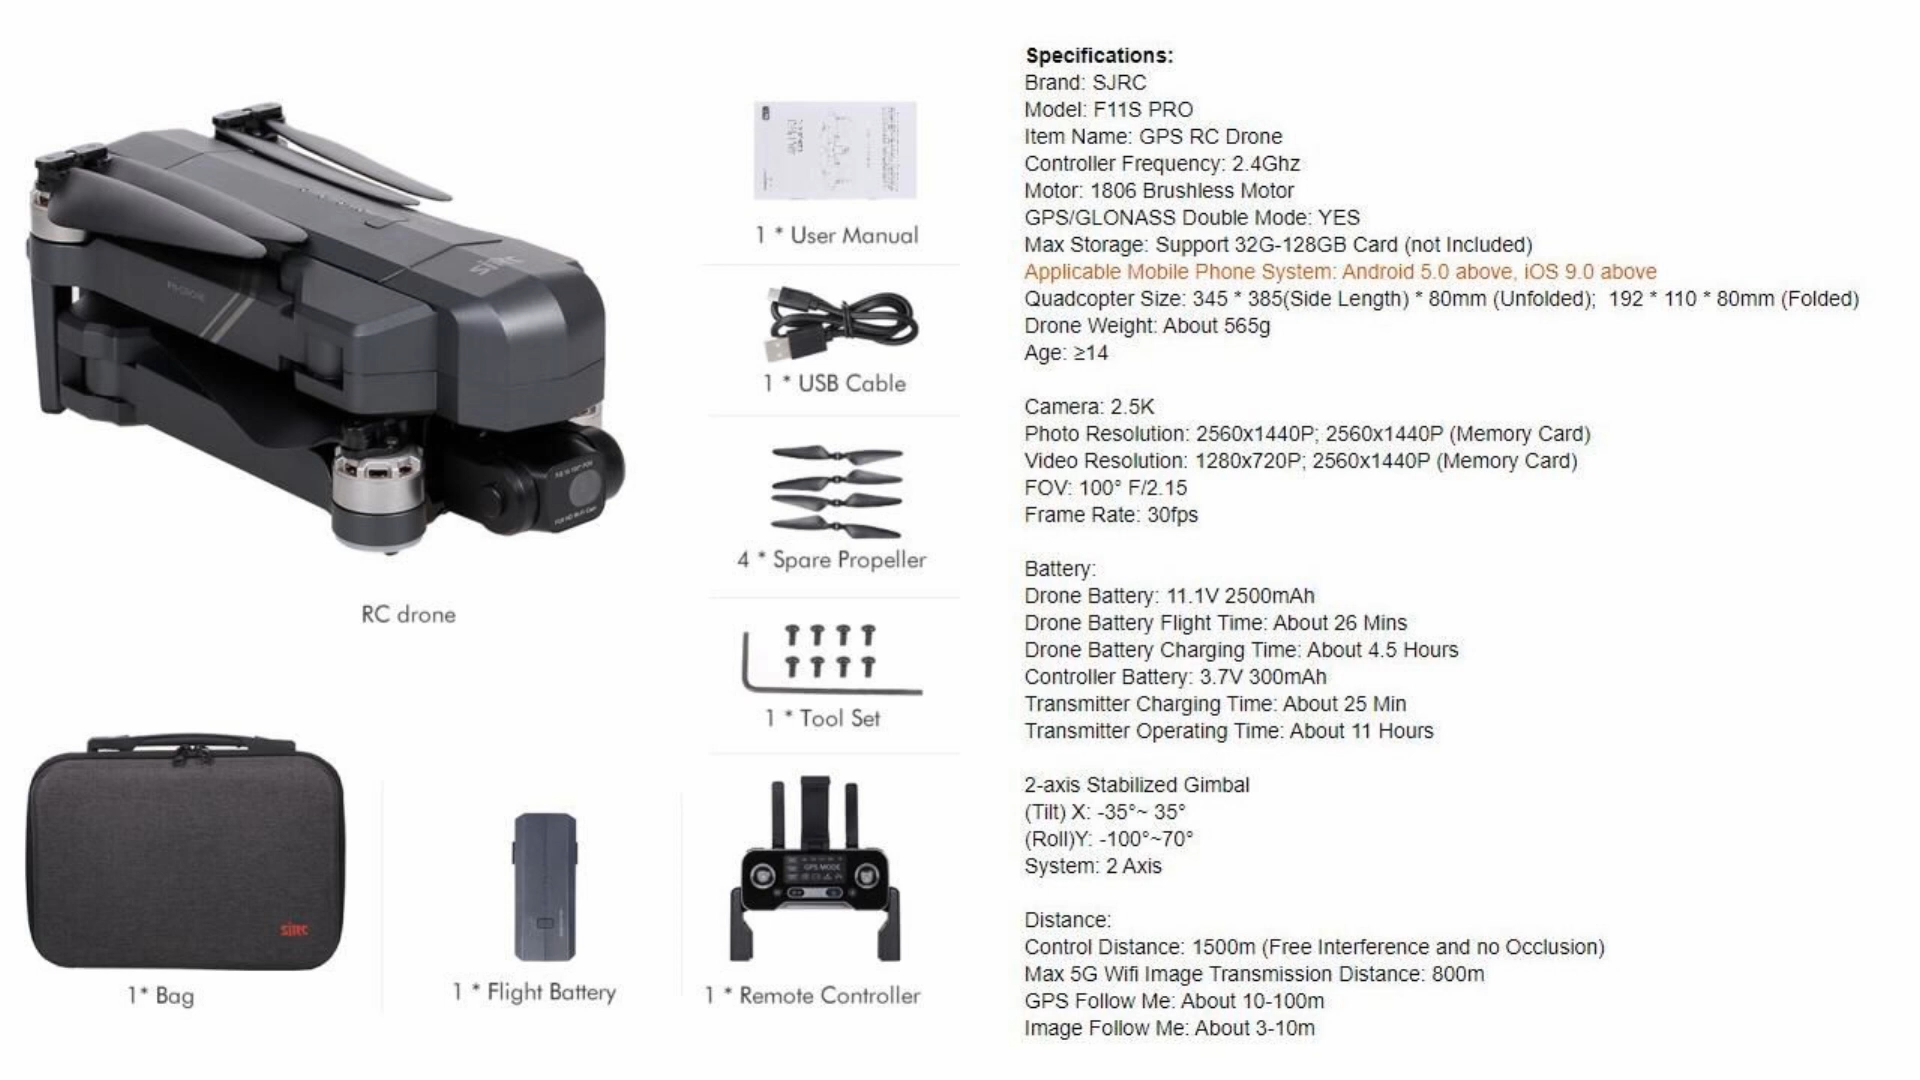 Specifications:
Brand: SJRC
Model: F11S PRO
Item Name: GPS RC Drone
Controller Frequency: 2.4Ghz
Motor: 1806 Brushless Motor
GPS/GLONASS Double Mode: YES
Max Storage: Support 32G-128GB Card (not Included)
Applicable Mobile Phone System: Android 5.0 above, iOS 9.0 above
Quadcopter Size: 345 * 385(Side Length) * 80mm (Unfolded);  192 * 110 * 80mm (Folded)
Drone Weight: About 565g
Age: ≥14
Camera: 2.5K
Photo Resolution: 2560x1440P; 2560x1440P (Memory Card)
Video Resolution: 1280x720P; 2560x1440P (Memory Card)
FOV: 100° F/2.15
Frame Rate: 30fps
Battery:
Drone Battery: 11.1V 2500mAh
Drone Battery Flight Time: About 26 Mins
Drone Battery Charging Time: About 4.5 Hours
Controller Battery: 3.7V 300mAh
Transmitter Charging Time: About 25 Min
Transmitter Operating Time: About 11 Hours
2-axis Stabilized Gimbal
(Tilt) X: -35°~ 35°
(Roll)Y: -100°~70°
System: 2 Axis
Distance:
Control Distance: 1500m (Free Interference and no Occlusion)
Max 5G Wifi Image Transmission Distance: 800m
GPS Follow Me: About 10-100m
Image Follow Me: About 3-10m
1 * User Manual
1 * USB Cable
4 * Spare Propeller
1 * Tool Set
sjrc
RC drone
sjrc
1* Bag
1 * Flight Battery
GPS MODE
1 * Remote Controller